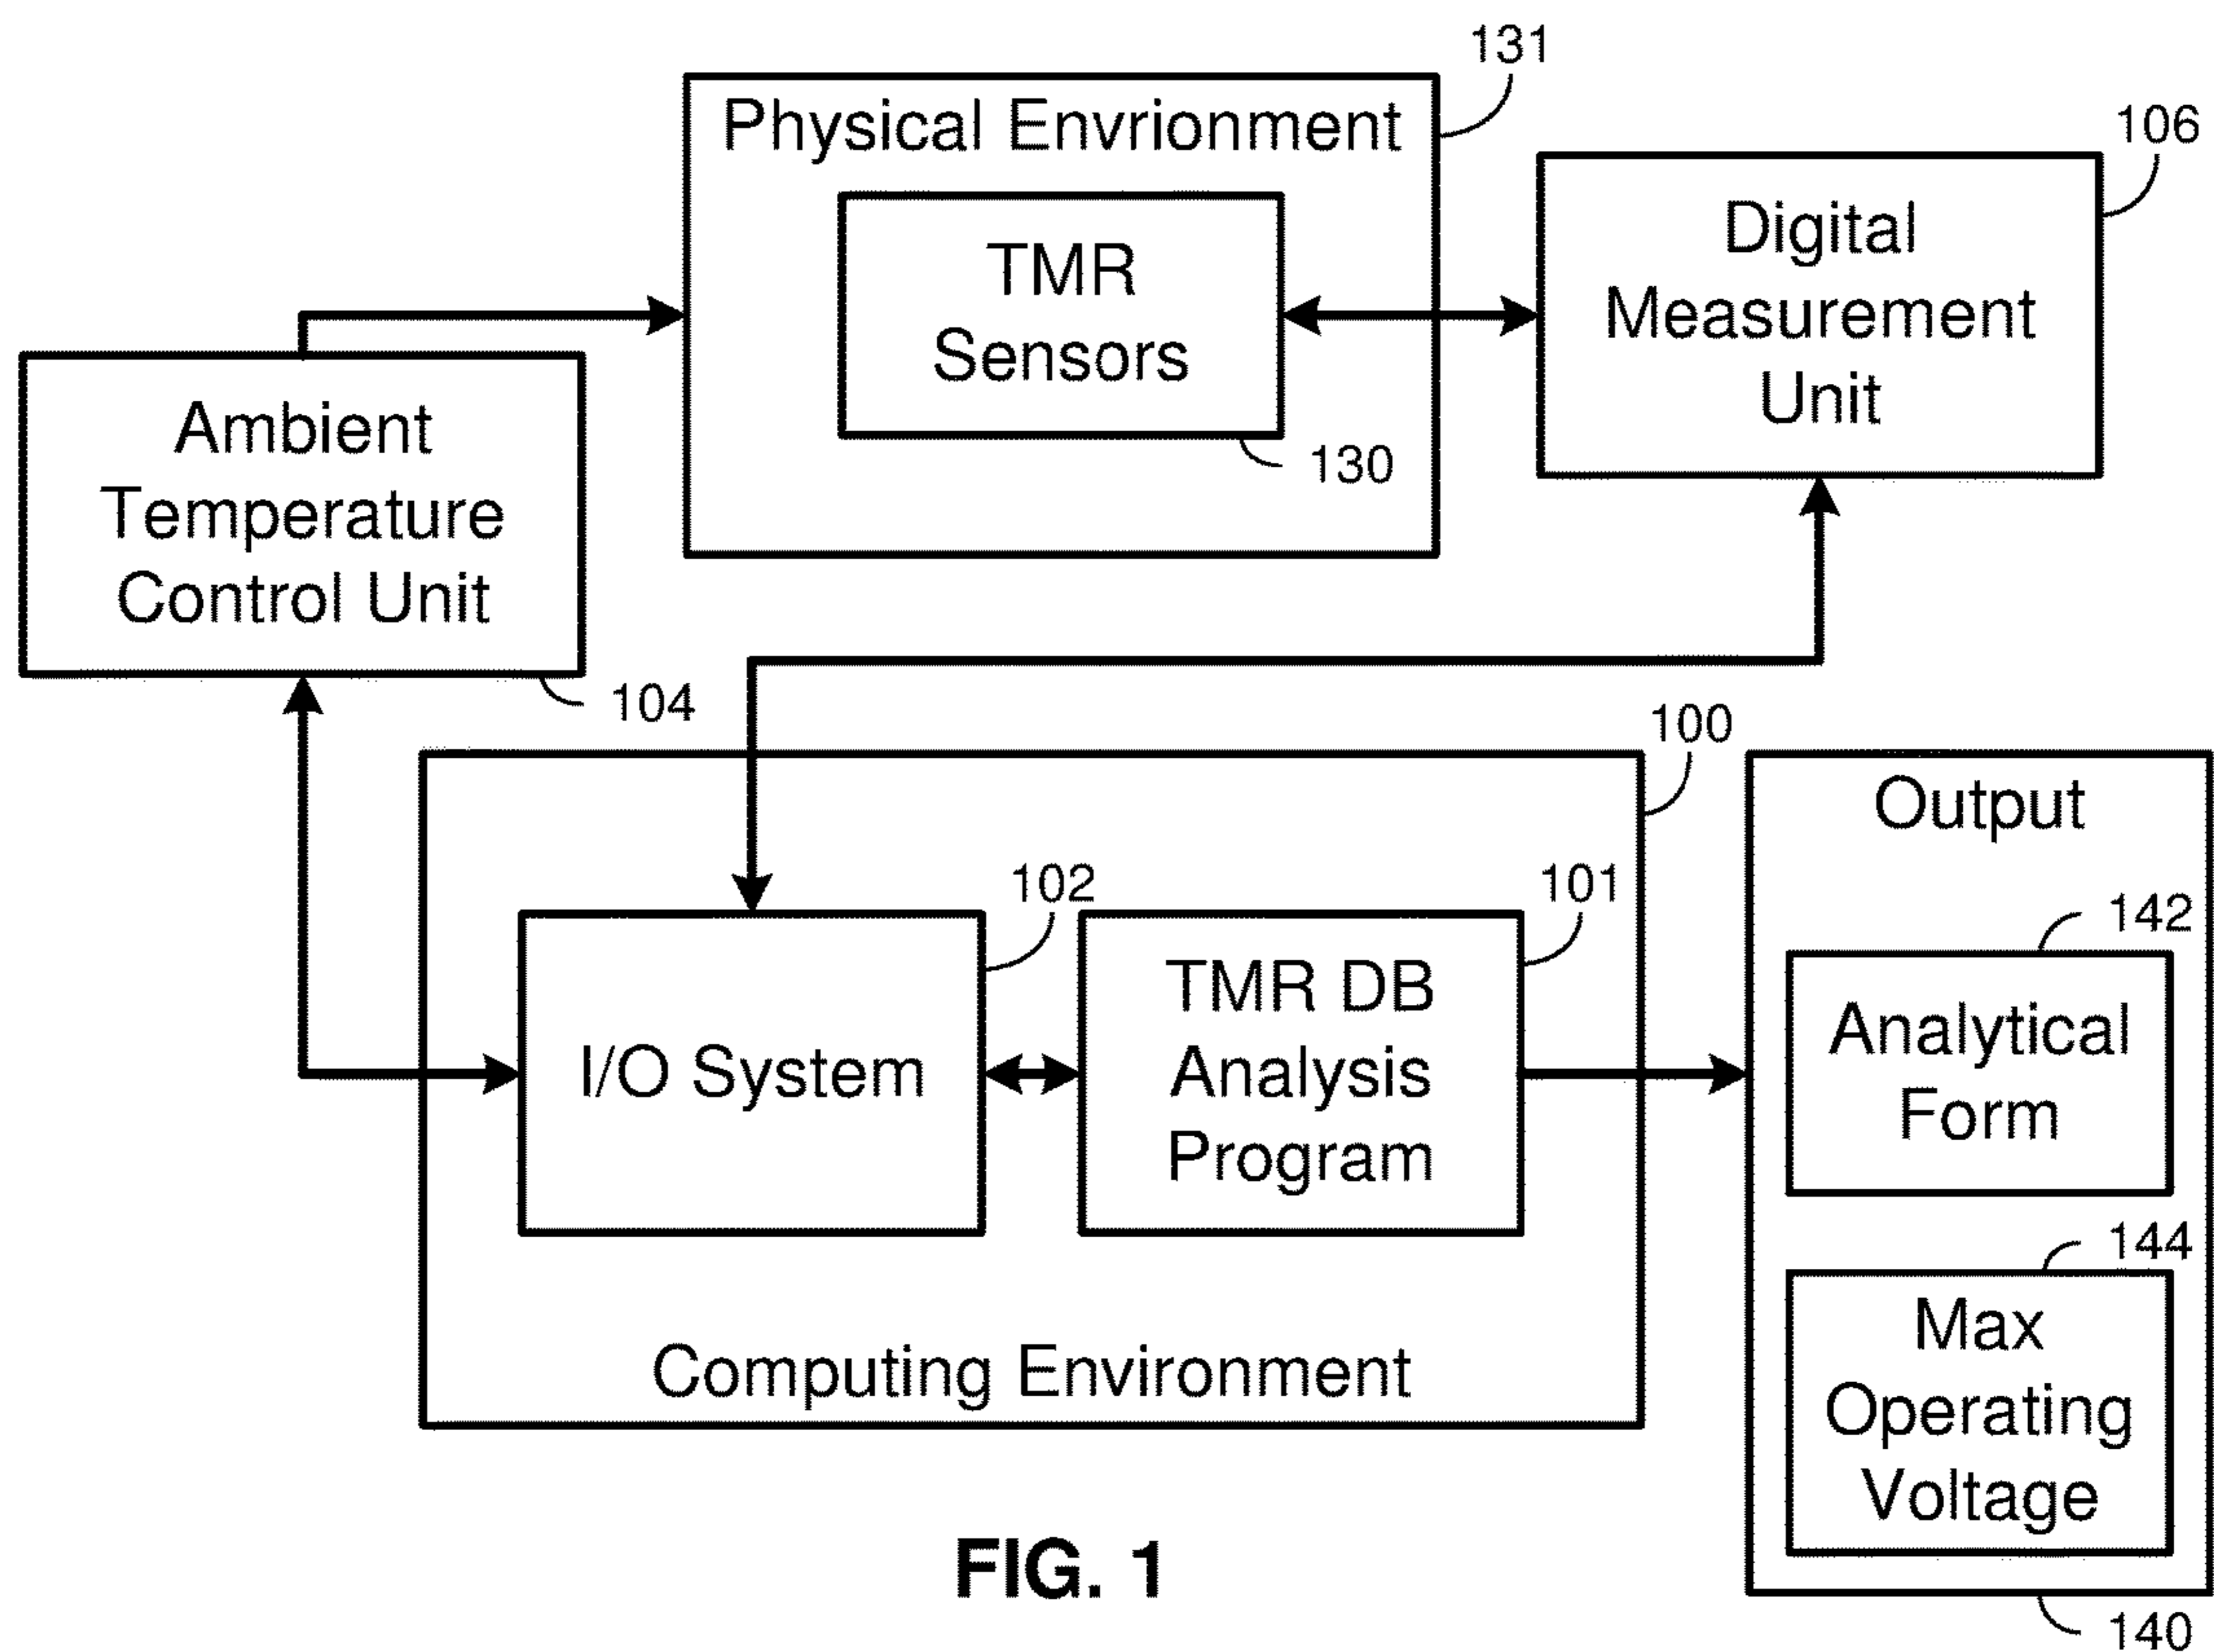 131
Physical Envrionment
106
TMR
Sensors
130
Digital
Measurement
Unit
Ambient
Temperature
Control Unit
104
100
Output
102
101
142
I/O System
TMR DB
Analysis
Program
Analytical
Form
144
Computing Environment
Max
Operating
Voltage
FIG. 1
140